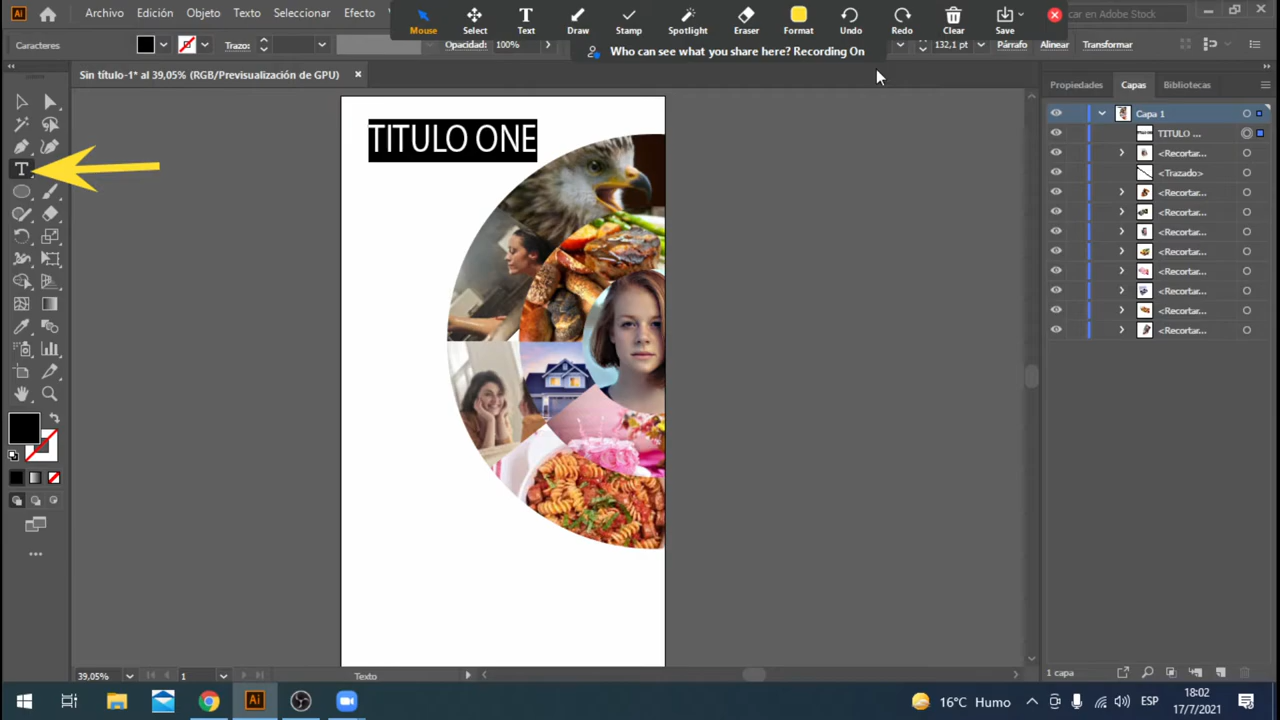 Ai
Archivo Edición Objeto Texto Seleccionar Efecto
Mouse Select Text Draw Stamp Spotlight Eraser Format Undo Redo Clear Save
car en Adobe Stock
Caracteres Trazo: Opacidad: 100% 132,1 pt Párrafo Alinear Transformar
Who can see what you share here? Recording On
Sin título-1* al 39,05% (RGB/Previsualización de GPU)
Propiedades Capas Bibliotecas
TITULO ONE
Capa 1
TITULO ...
<Recortar...
<Trazado>
<Recortar...
<Recortar...
<Recortar...
<Recortar...
<Recortar...
<Recortar...
<Recortar...
<Recortar...
39,05% 1 Texto
1 capa
Ai
16°C Humo ESP 18:02
17/7/2021